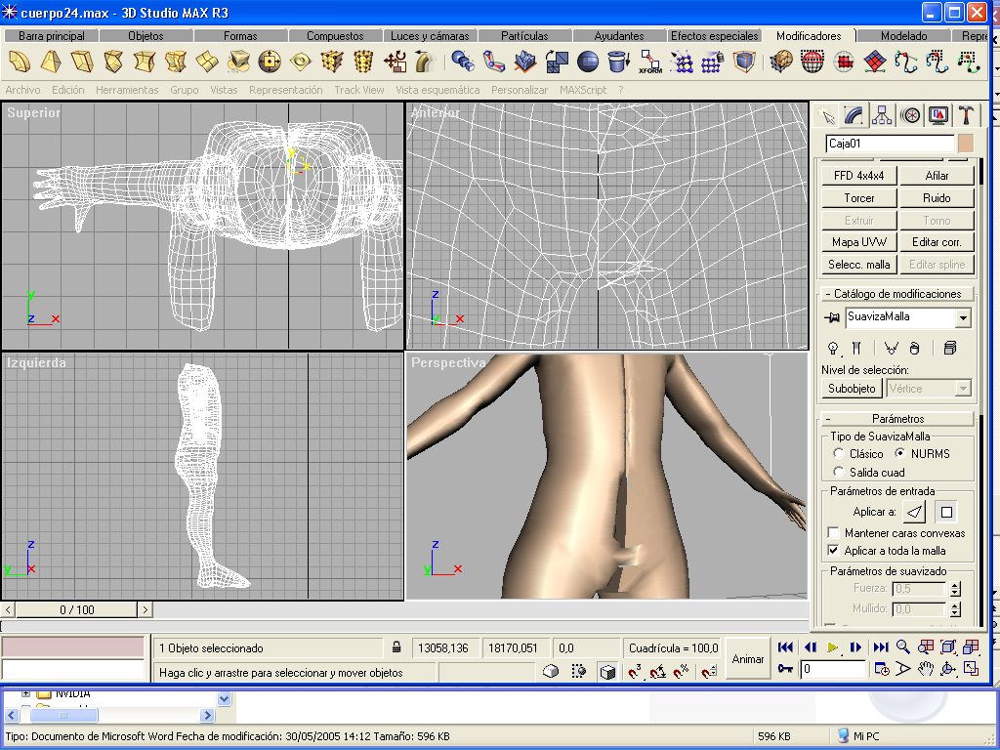 cuerpo24.max - 3D Studio MAX R3
Barra principal Objetos Formas Compuestos Luces y cámaras Partículas Ayudantes Efectos especiales Modificadores Modelado Repre
XFORM
Archivo Edición Herramientas Grupo Vistas Representación Track View Vista esquemática Personalizar MAXScript ?
Superior
Anterior
Caja01
FFD 4x4x4 Afilar
Torcer Ruido
Extruir Torno
Mapa UVW Editar corr.
Selecc. malla Editar spline
- Catálogo de modificaciones
SuavizaMalla
Nivel de selección:
Subobjeto Vértice
- Parámetros
Tipo de SuavizaMalla
Clásico NURMS
Salida cuad
Parámetros de entrada
Aplicar a:
Mantener caras convexas
Aplicar a toda la malla
Parámetros de suavizado
Fuerza: 0,5
Mullido: 0,0
y
x
z
y
x
z
y
x
Izquierda
Perspectiva
z
y
x
z
y
x
< 0 / 100 >
1 Objeto seleccionado 13058,136 18170,051 0,0 Cuadrícula = 100,0
Animar
Haga clic y arrastre para seleccionar y mover objetos
0
NVIDIA
Tipo: Documento de Microsoft Word Fecha de modificación: 30/05/2005 14:12 Tamaño: 596 KB 596 KB Mi PC